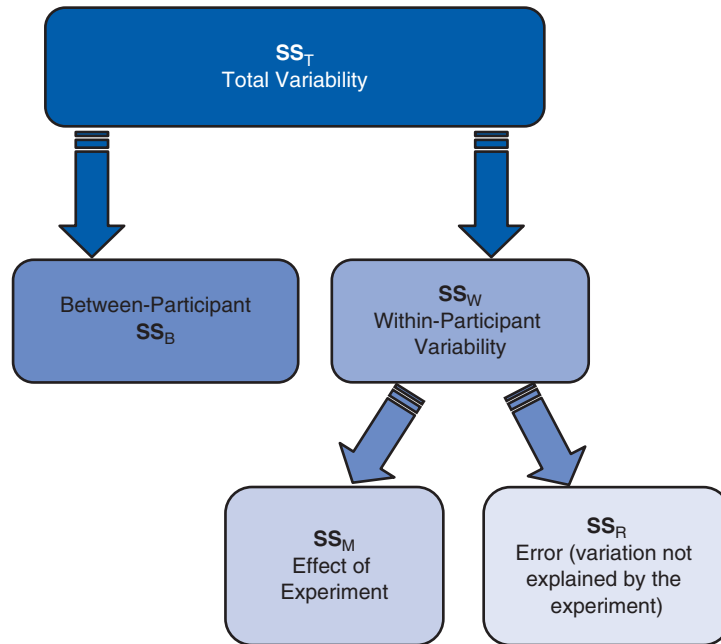 SST
Total Variability
Between-Participant
SSB
SSW
Within-Participant
Variability
SSM
Effect of
Experiment
SSR
Error (variation not
explained by the
experiment)